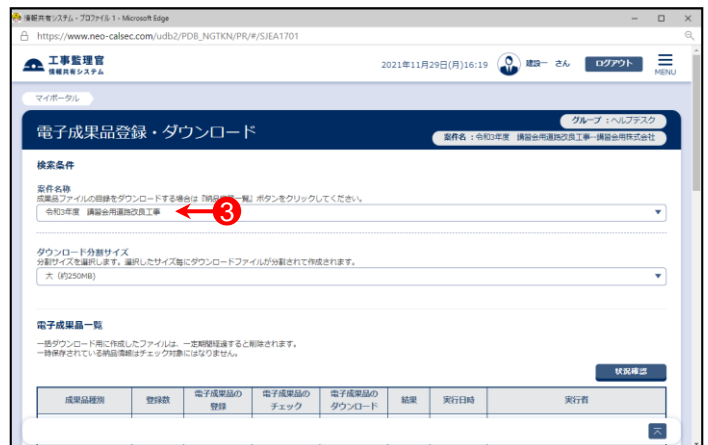 情報共有システム - プロファイル 1 - Microsoft Edge
https://www.neo-calsec.com/udb2/PDB_NGTKN/PR/#/SJEA1701
工事監理官
情報共有システム
2021年11月29日(月)16:19
建設一 さん
ログアウト
MENU
マイポータル
電子成果品登録・ダウンロード
グループ：ヘルプデスク
案件名：令和3年度 講習会用道路改良工事--講習会用株式会社
検索条件
案件名称
成果品ファイルの目録をダウンロードする場合は『納品 一覧』ボタンをクリックしてください。
令和3年度 講習会用道路改良工事
3
ダウンロード分割サイズ
分割サイズを選択します。選択したサイズ毎にダウンロードファイルが分割されて作成されます。
大 (約250MB)
電子成果品一覧
一括ダウンロード用に作成したファイルは、一定期間経過すると削除されます。
一時保存されている納品情報はチェック対象にはなりません。
状況確認
成果品種別 登録数 電子成果品の登録 電子成果品のチェック 電子成果品のダウンロード 結果 実行日時 実行者